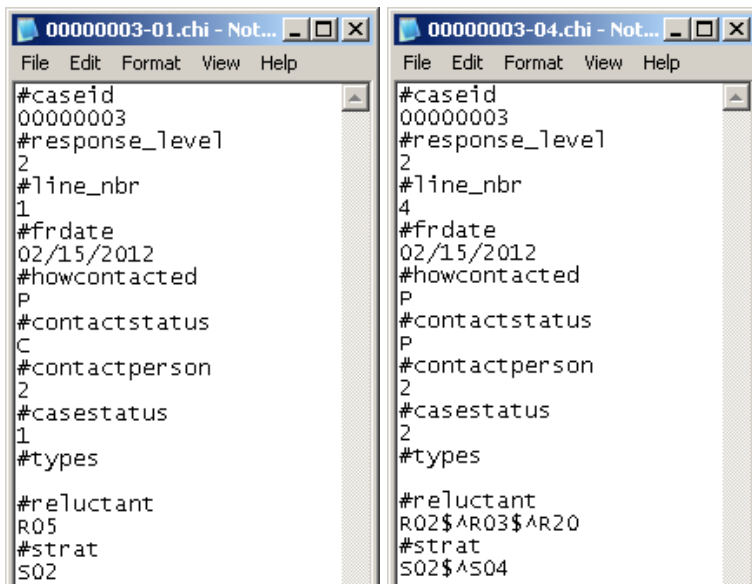 00000003-01.chi - Not...
File Edit Format View Help
#caseid
00000003
#response_level
2
#line_nbr
1
#frdate
02/15/2012
#howcontacted
P
#contactstatus
C
#contactperson
2
#casestatus
1
#types
#reluctant
R05
#strat
S02
00000003-04.chi - Not...
File Edit Format View Help
#caseid
00000003
#response_level
2
#line_nbr
4
#frdate
02/15/2012
#howcontacted
P
#contactstatus
P
#contactperson
2
#casestatus
2
#types
#reluctant
R02$^R03$^R20
#strat
S02$^S04